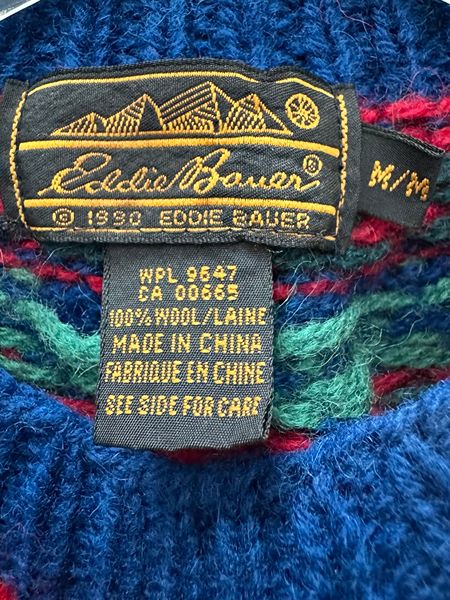 Eddie Bauer®
© 1990 EDDIE BAUER
M/M
WPL 9647
CA 00665
100% WOOL/LAINE
MADE IN CHINA
FABRIQUE EN CHINE
SEE SIDE FOR CARE